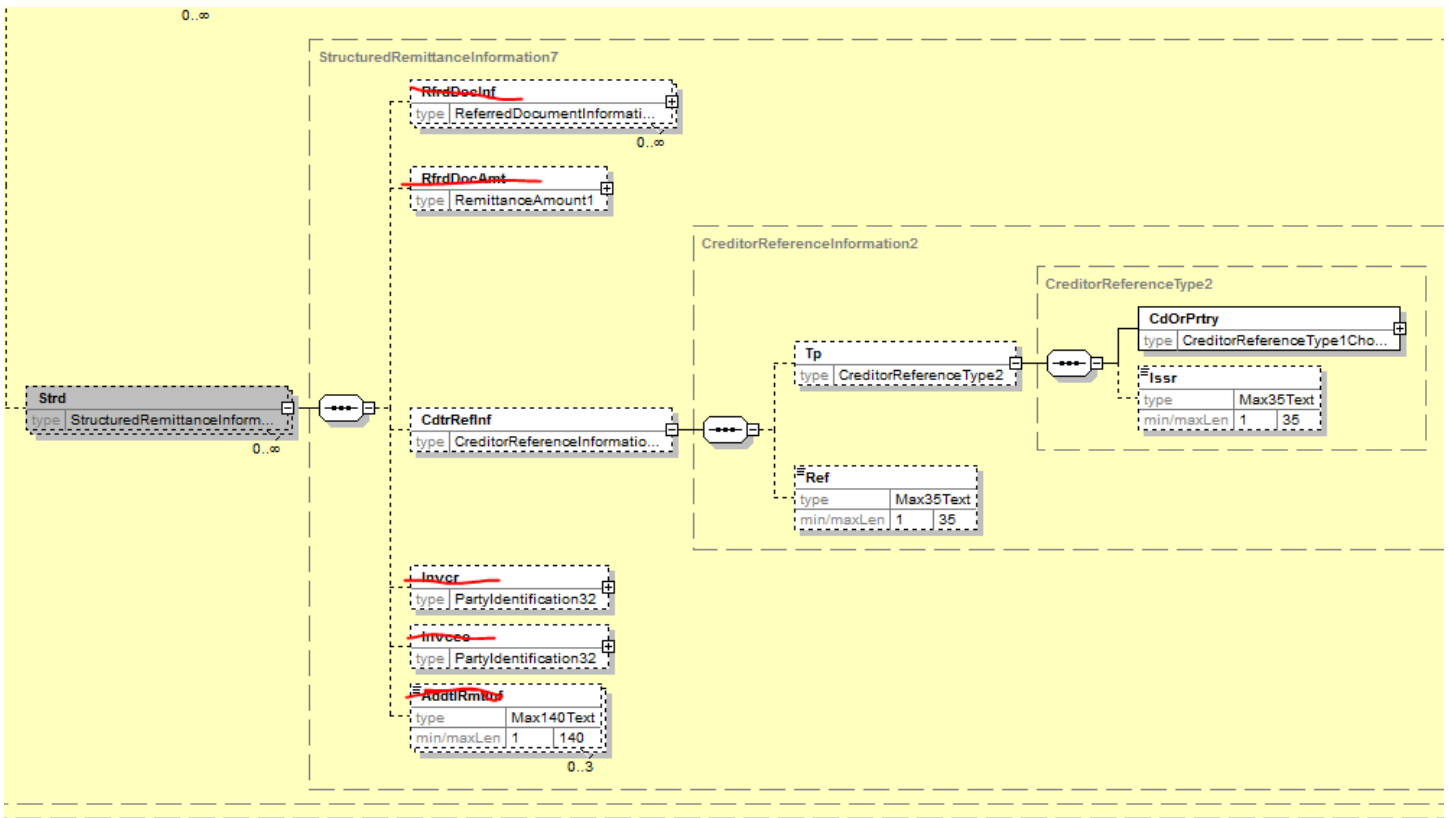 0..∞
StructuredRemittanceInformation7
RfrdDocInf
type ReferredDocumentInformati...
0..∞
RfrdDocAmt
type RemittanceAmount1
CreditorReferenceInformation2
CreditorReferenceType2
CdOrPrtry
type CreditorReferenceType1Cho...
Tp
type CreditorReferenceType2
Issr
type Max35Text
min/maxLen 1 35
Strd
type StructuredRemittanceInform...
0..∞
CdtrRefInf
type CreditorReferenceInformatio...
Ref
type Max35Text
min/maxLen 1 35
Invcr
type PartyIdentification32
Invcee
type PartyIdentification32
AddtlRmtInf
type Max140Text
min/maxLen 1 140
0..3